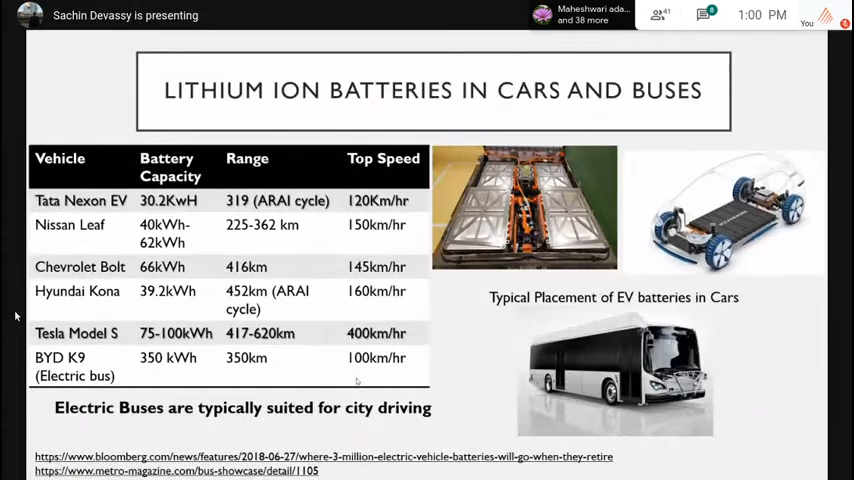 Sachin Devassy is presenting
Maheshwari ada...
and 38 more
41
8
1:00 PM
You
LITHIUM ION BATTERIES IN CARS AND BUSES
Vehicle Battery Capacity Range Top Speed
Tata Nexon EV 30.2KwH 319 (ARAI cycle) 120Km/hr
Nissan Leaf 40kWh-62kWh 225-362 km 150km/hr
Chevrolet Bolt 66kWh 416km 145km/hr
Hyundai Kona 39.2kWh 452km (ARAI cycle) 160km/hr
Tesla Model S 75-100kWh 417-620km 400km/hr
BYD K9 (Electric bus) 350 kWh 350km 100km/hr
Typical Placement of EV batteries in Cars
Electric Buses are typically suited for city driving
https://www.bloomberg.com/news/features/2018-06-27/where-3-million-electric-vehicle-batteries-will-go-when-they-retire
https://www.metro-magazine.com/bus-showcase/detail/1105